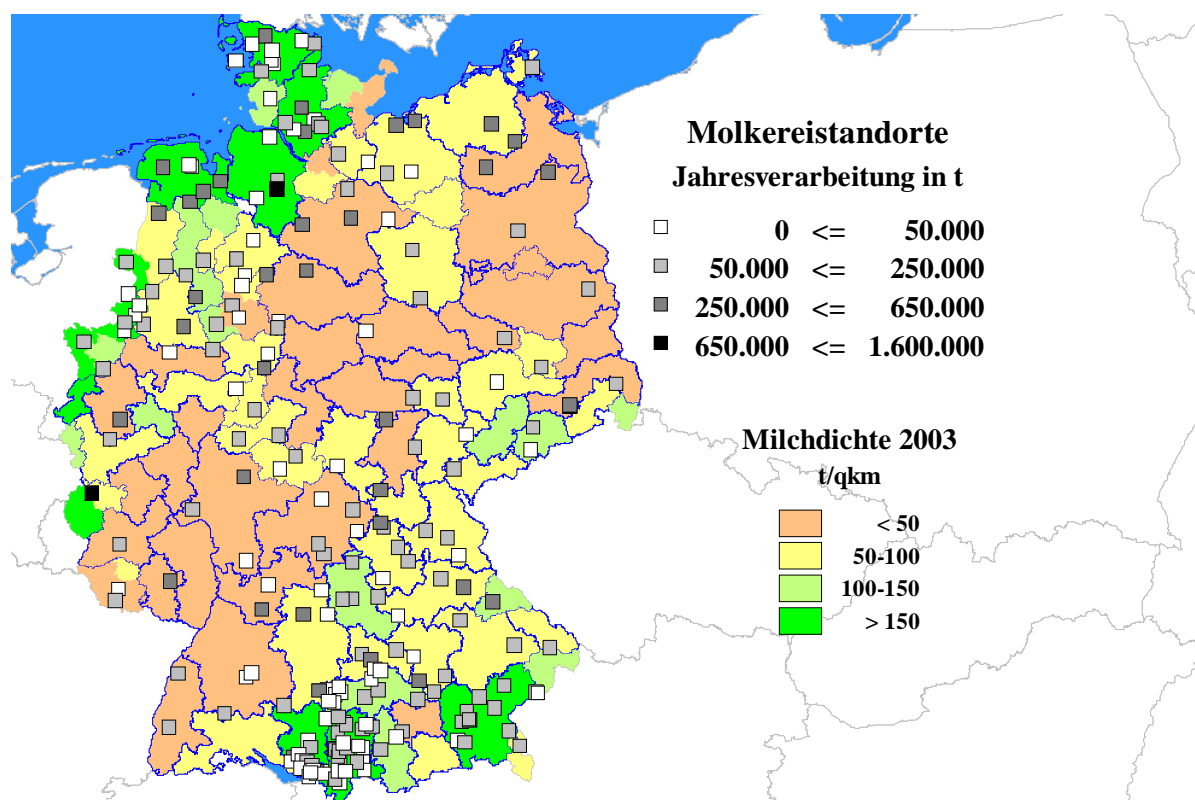 Molkereistandorte
Jahresverarbeitung in t
0 <= 50.000
50.000 <= 250.000
250.000 <= 650.000
650.000 <= 1.600.000
Milchdichte 2003
t/qkm
< 50
50-100
100-150
> 150